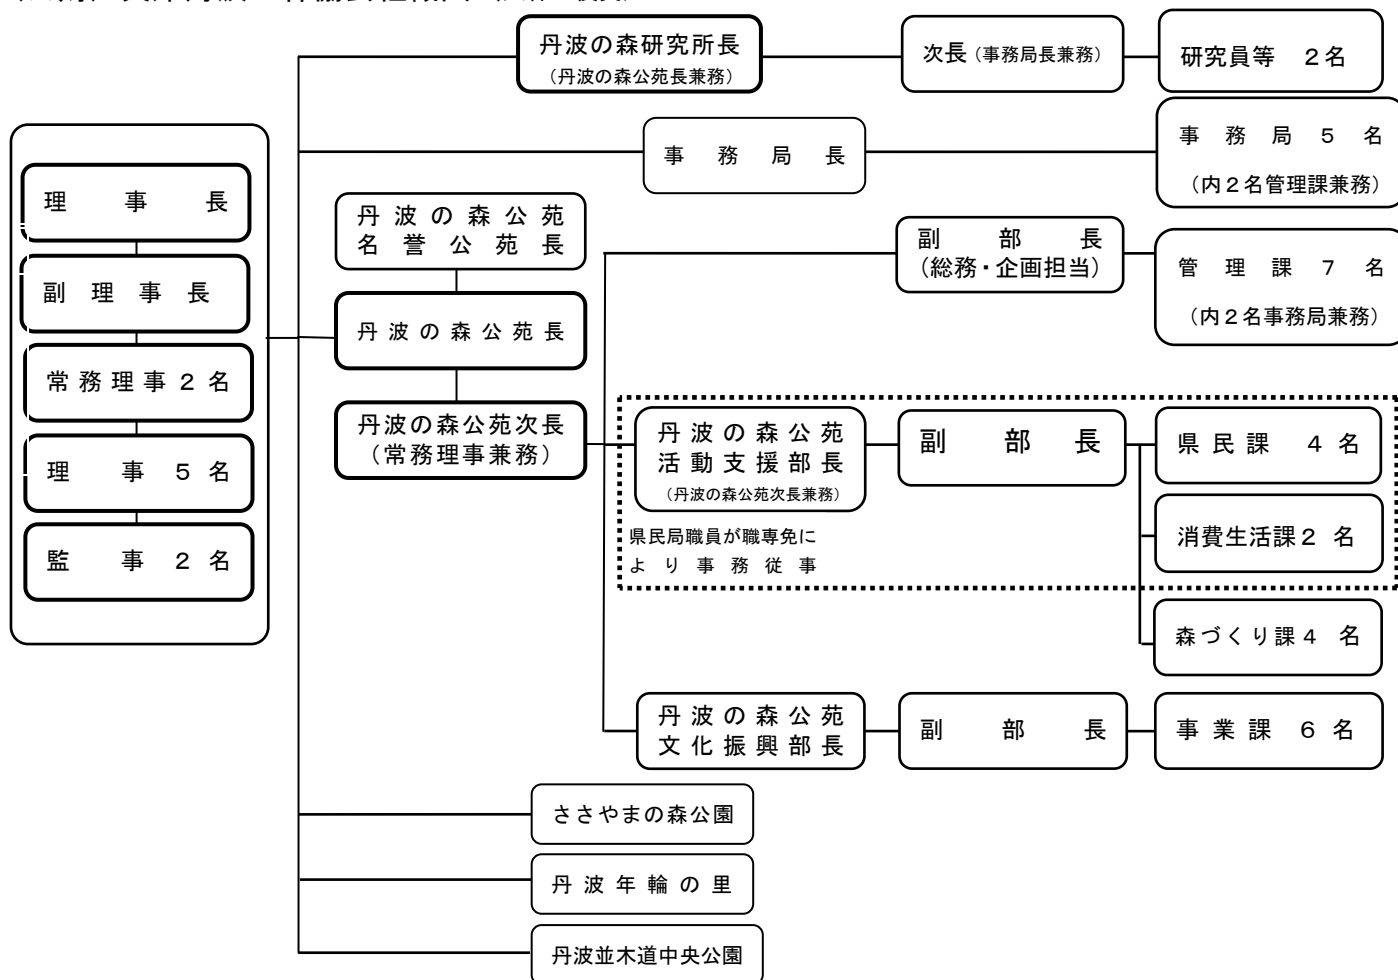 丹波の森研究所長
(丹波の森公苑長兼務)
次長(事務局長兼務)
研究員等 2名
事務局長
事務局5名
(内2名管理課兼務)
理事長
副理事長
常務理事2名
理事5名
監事2名
丹波の森公苑
名誉公苑長
丹波の森公苑長
丹波の森公苑次長
(常務理事兼務)
副部長
(総務・企画担当)
管理課7名
(内2名事務局兼務)
丹波の森公苑
活動支援部長
(丹波の森公苑次長兼務)
県民局職員が職専免に
より事務従事
副部長
県民課 4名
消費生活課2名
森づくり課4名
丹波の森公苑
文化振興部長
副部長
事業課6名
ささやまの森公園
丹波年輪の里
丹波並木道中央公園